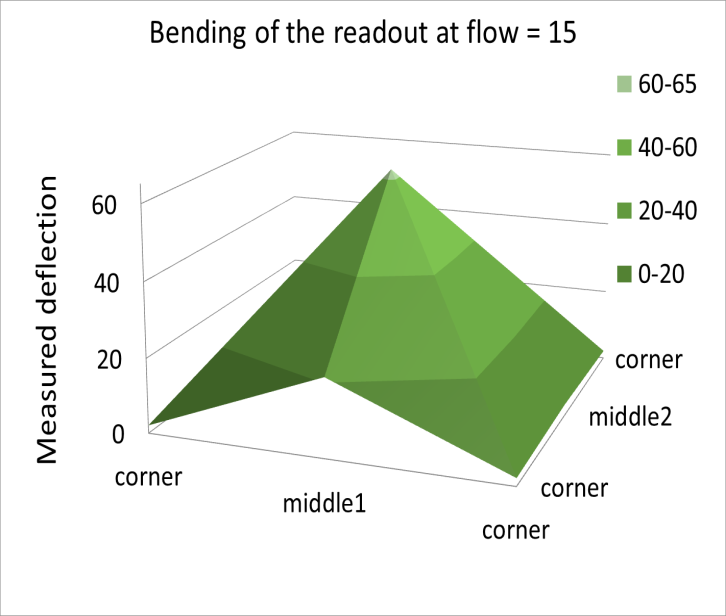 Bending of the readout at flow = 15
60-65
40-60
20-40
0-20
Measured deflection
60
40
20
0
corner
middle1
corner
corner
middle2
corner